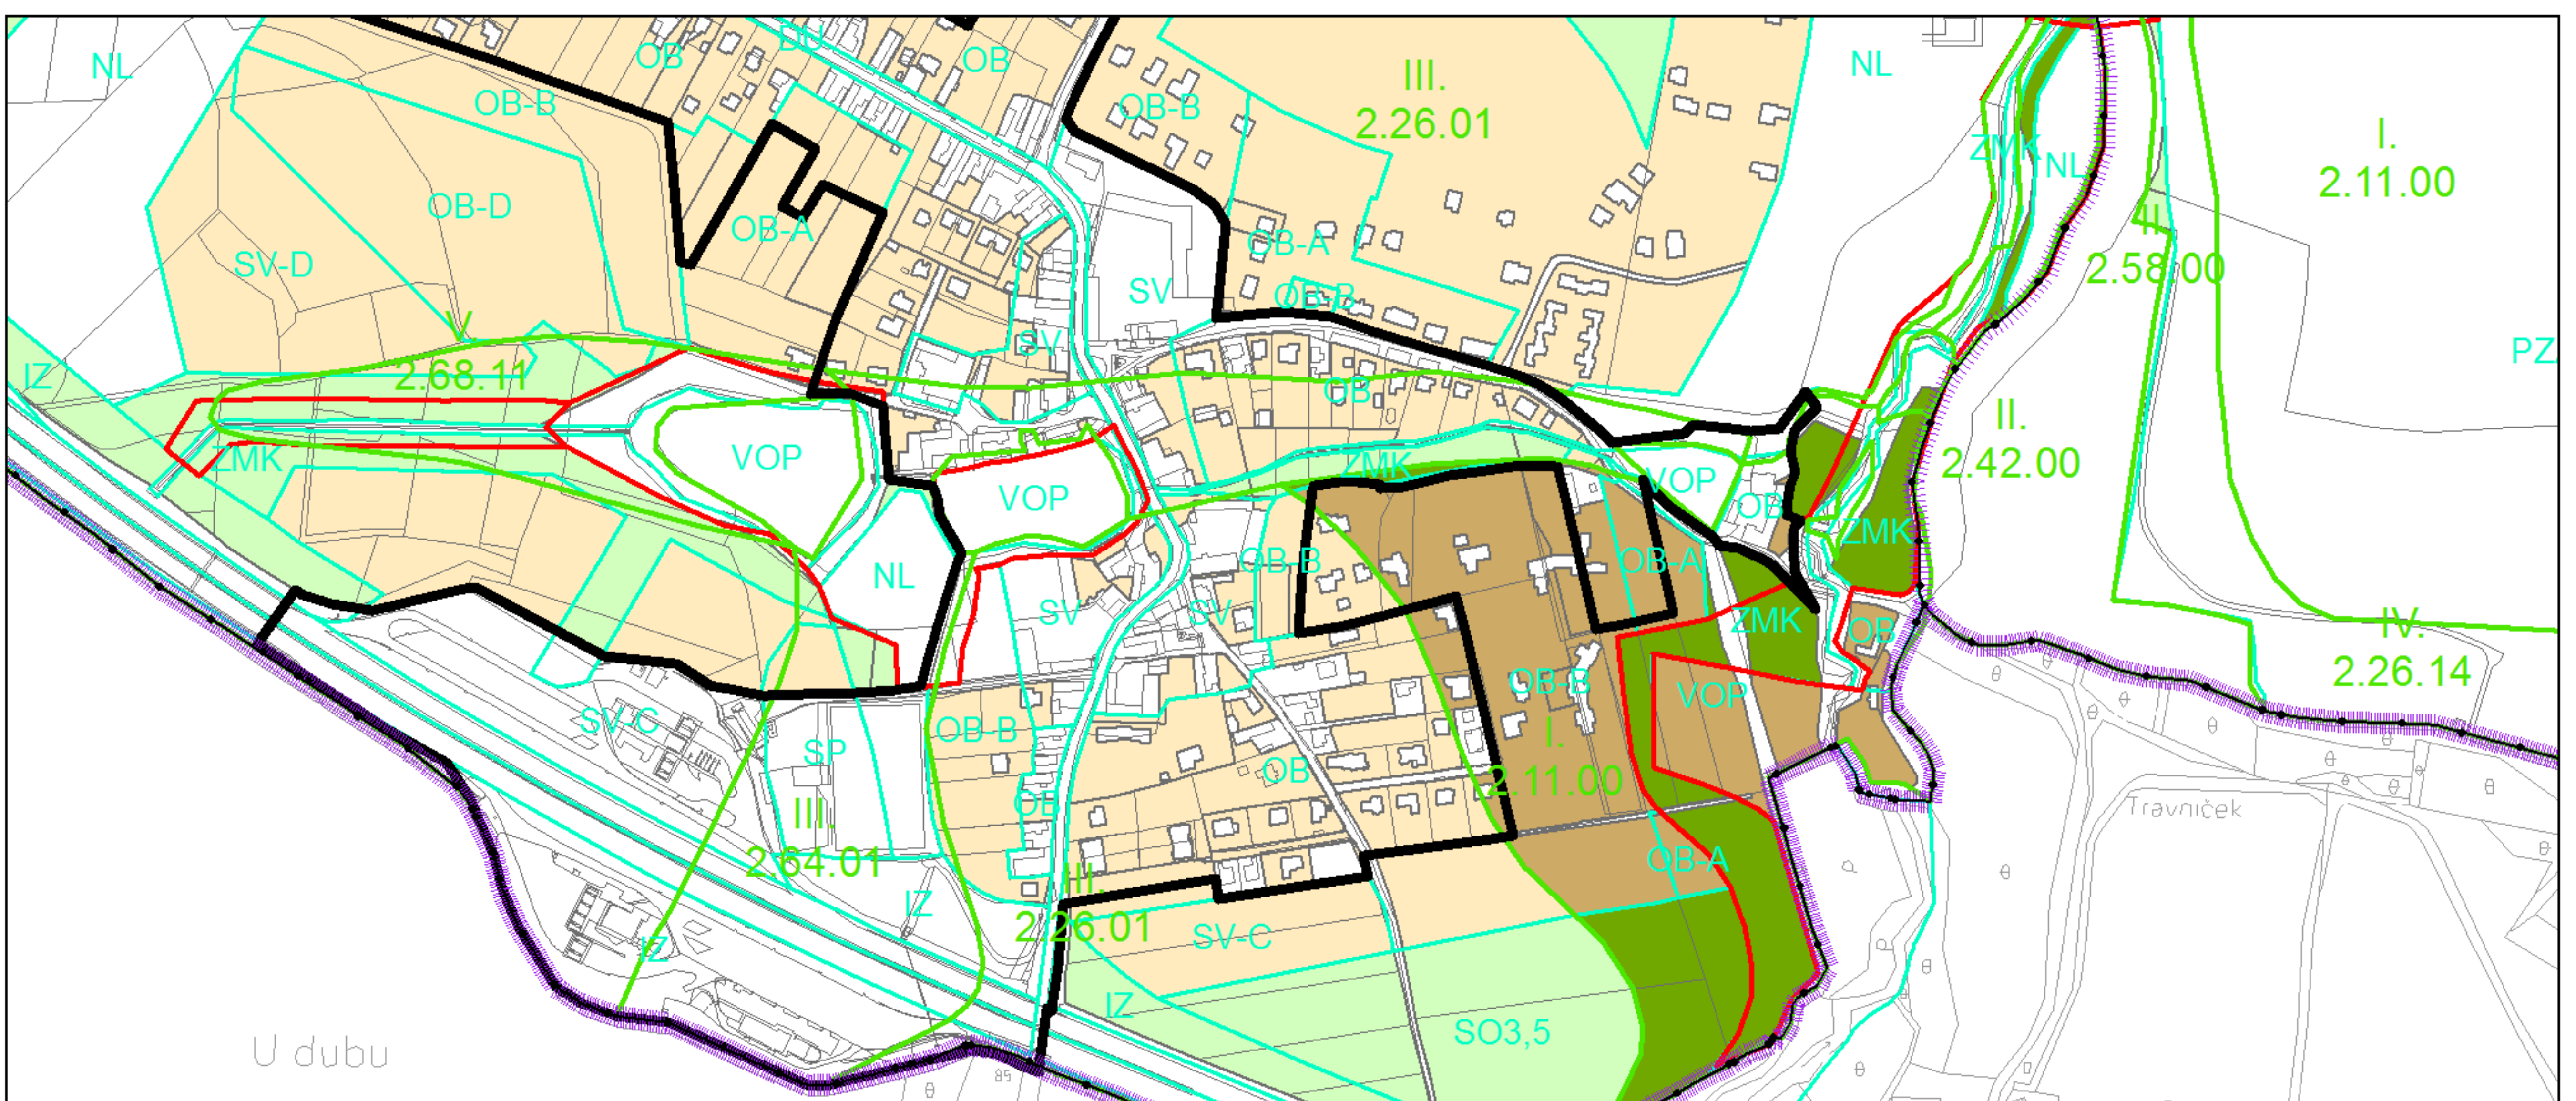 DU
OB
OB
NL
NL
III.
2.26.01
OB-B
OB-B
I.
2.11.00
ZMK
NL
OB-D
II.
2.58.00
OB-A
OB-A
SV-D
SV
OB-B
V.
2.68.11
SV
PZ
IZ
OB
II.
2.42.00
ZMK
VOP
ZMK
VOP
VOP
OB
ZMK
NL
OB-B
OB-A
SV
SV
ZMK
OB
IV.
2.26.14
OB-B
VOP
SV-C
SP
OB-B
I.
2.11.00
OB
III.
2.64.01
OB
Travniček
OB-A
III.
2.26.01
IZ
SV-C
IZ
IZ
SO3,5
U dubu
85